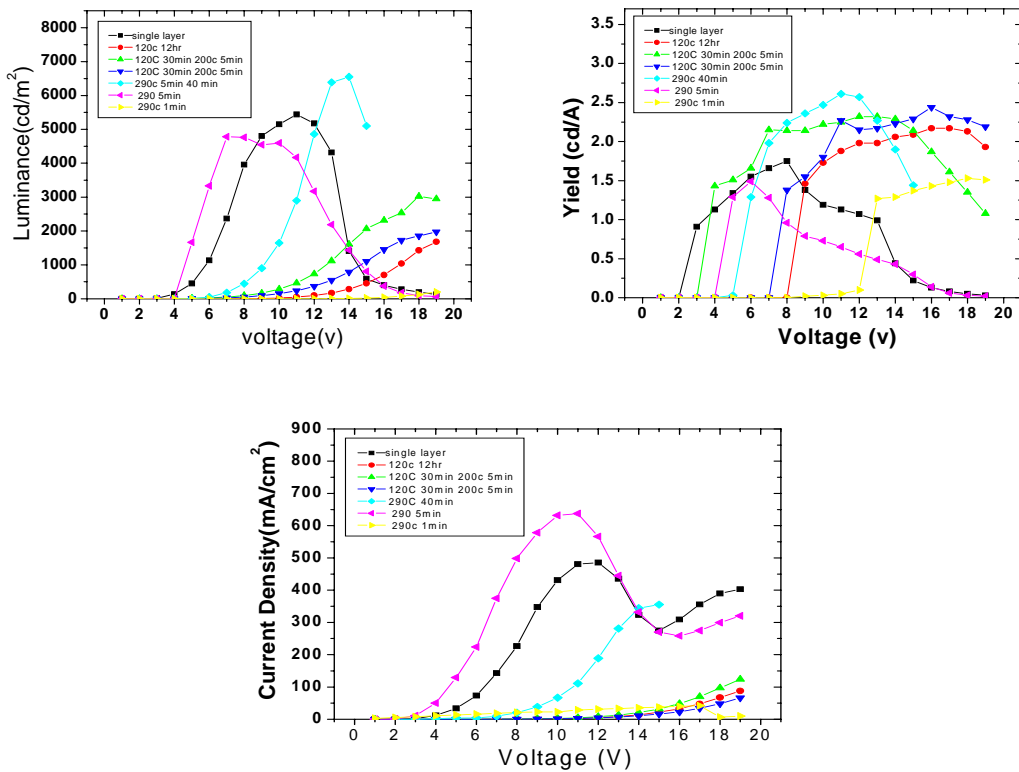 8000
7000
6000
5000
4000
3000
2000
1000
0
Luminance(cd/m²)
single layer
120c 12hr
120C 30min 200c 5min
120C 30min 200c 5min
290c 5min 40 min
290 5min
290c 1min
0 2 4 6 8 10 12 14 16 18 20
voltage(v)
3.5
3.0
2.5
2.0
1.5
1.0
0.5
0.0
Yield (cd/A)
single layer
120c 12hr
120C 30min 200c 5min
120C 30min 200c 5min
290c 40min
290 5min
290c 1min
0 2 4 6 8 10 12 14 16 18 20
Voltage (v)
900
800
700
600
500
400
300
200
100
0
Current Density(mA/cm²)
single layer
120c 12hr
120C 30min 200c 5min
120C 30min 200c 5min
290C 40min
290 5min
290c 1min
0 2 4 6 8 10 12 14 16 18 20
Voltage (V)